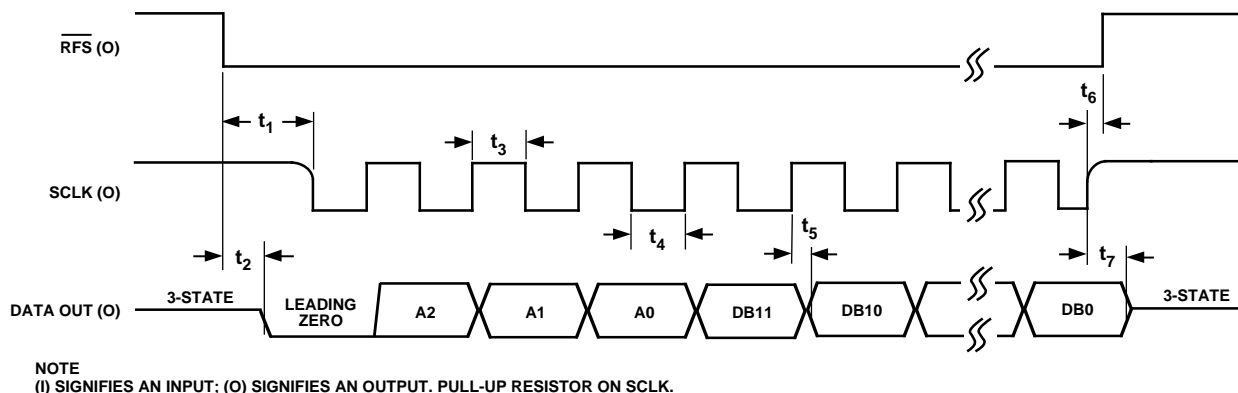 RFS (O)
t1
t3
t6
SCLK (O)
t2
t4
t5
t7
DATA OUT (O)
3-STATE
LEADING
ZERO
A2
A1
A0
DB11
DB10
DB0
3-STATE
NOTE
(I) SIGNIFIES AN INPUT; (O) SIGNIFIES AN OUTPUT. PULL-UP RESISTOR ON SCLK.